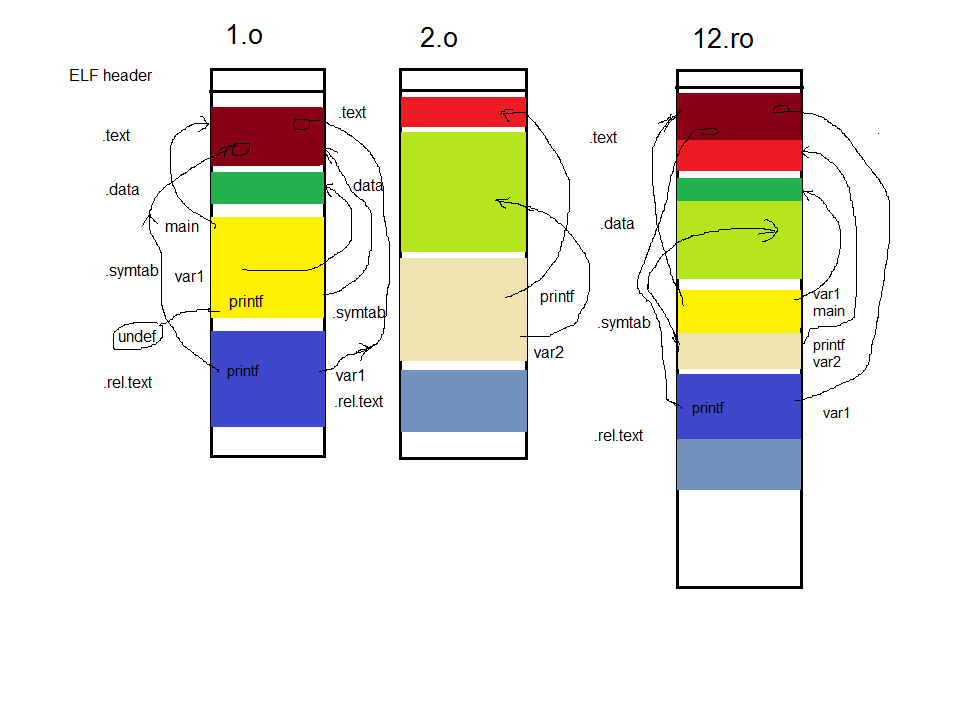 1.o
2.o
12.ro
ELF header
.text
.text
.data
.data
main
.symtab
var1
printf
.symtab
undef
.rel.text
printf
var1
.rel.text
printf
var2
.text
.data
.symtab
var1
main
printf
var2
printf
var1
.rel.text